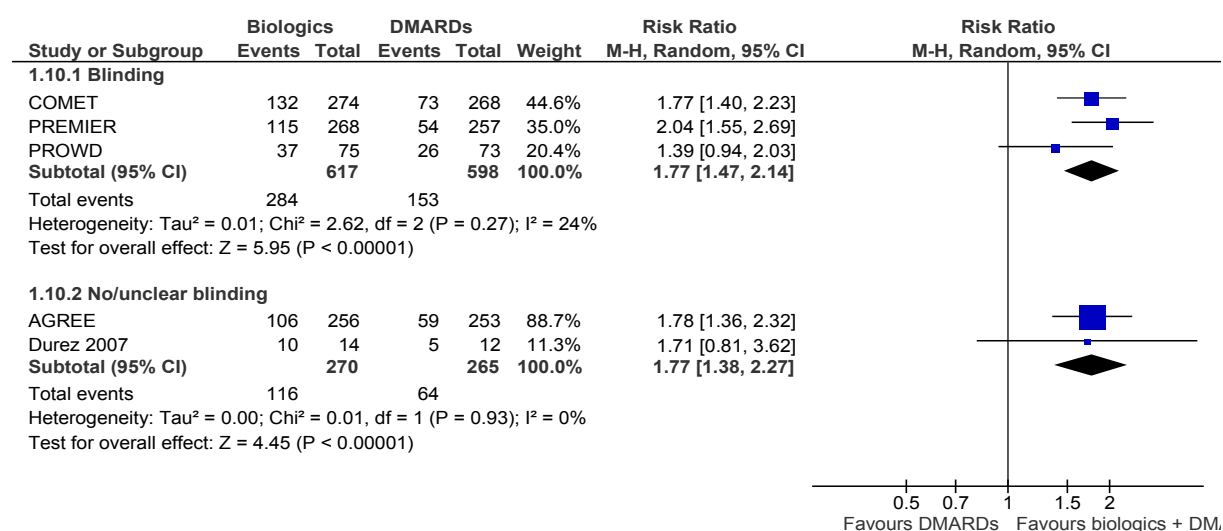 Biologics DMARDs Risk Ratio Risk Ratio
Study or Subgroup Events Total Events Total Weight M-H, Random, 95% CI M-H, Random, 95% CI
1.10.1 Blinding
COMET 132 274 73 268 44.6% 1.77 [1.40, 2.23]
PREMIER 115 268 54 257 35.0% 2.04 [1.55, 2.69]
PROWD 37 75 26 73 20.4% 1.39 [0.94, 2.03]
Subtotal (95% CI) 617 598 100.0% 1.77 [1.47, 2.14]
Total events 284 153
Heterogeneity: Tau² = 0.01; Chi² = 2.62, df = 2 (P = 0.27); I² = 24%
Test for overall effect: Z = 5.95 (P < 0.00001)
1.10.2 No/unclear blinding
AGREE 106 256 59 253 88.7% 1.78 [1.36, 2.32]
Durez 2007 10 14 5 12 11.3% 1.71 [0.81, 3.62]
Subtotal (95% CI) 270 265 100.0% 1.77 [1.38, 2.27]
Total events 116 64
Heterogeneity: Tau² = 0.00; Chi² = 0.01, df = 1 (P = 0.93); I² = 0%
Test for overall effect: Z = 4.45 (P < 0.00001)
0.5 0.7 1 1.5 2
Favours DMARDs Favours biologics + DMA